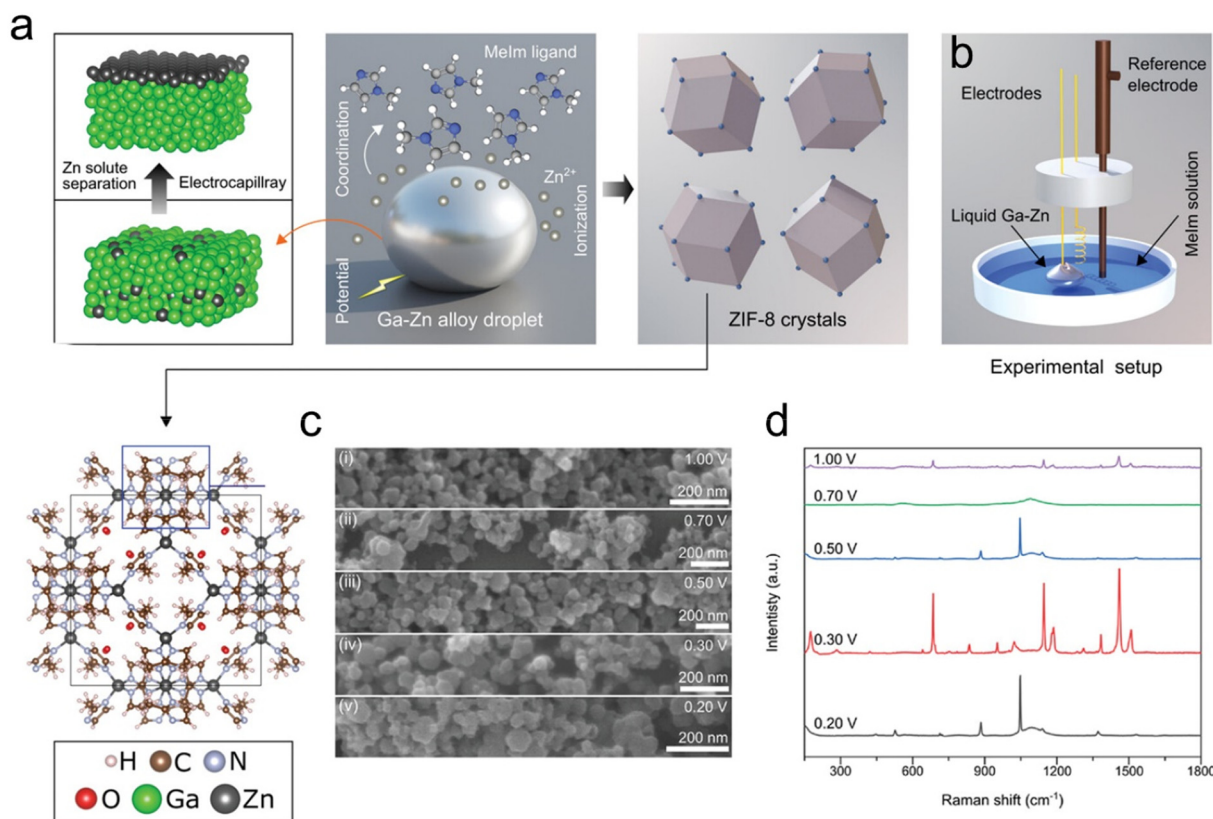 a
Zn solute
separation
Electrocapillray
MeIm ligand
Coordination
Zn²⁺
Ionization
Potential
Ga-Zn alloy droplet
ZIF-8 crystals
b
Electrodes
Reference
electrode
Liquid Ga-Zn
MeIm solution
Experimental setup
H C N
O Ga Zn
c
(i) 1.00 V
200 nm
(ii) 0.70 V
200 nm
(iii) 0.50 V
200 nm
(iv) 0.30 V
200 nm
(v) 0.20 V
200 nm
d
Intentisty (a.u.)
1.00 V
0.70 V
0.50 V
0.30 V
0.20 V
300 600 900 1200 1500 1800
Raman shift (cm⁻¹)